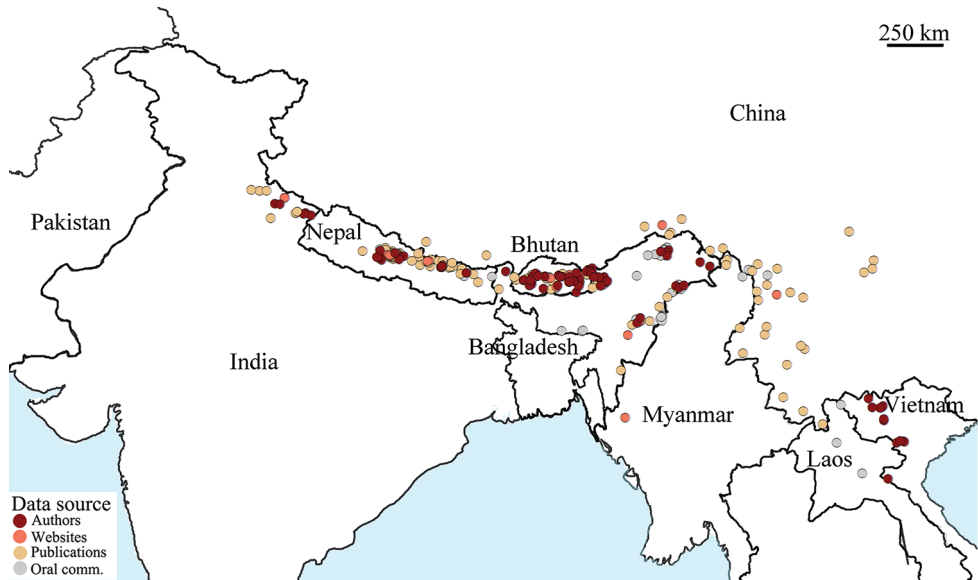 250 km
China
Pakistan
Nepal
Bhutan
Bangladesh
India
Myanmar
Vietnam
Laos
Data source
Authors
Websites
Publications
Oral comm.